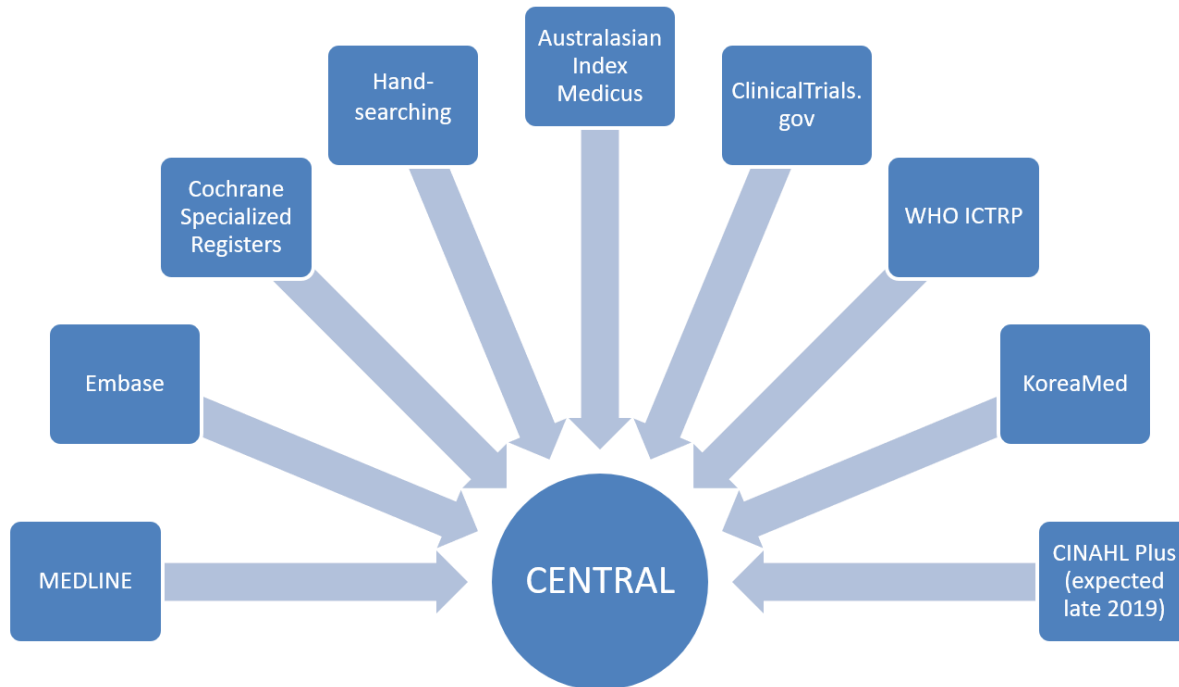 Australasian
Index
Medicus
Hand-
searching
ClinicalTrials.
gov
Cochrane
Specialized
Registers
WHO ICTRP
Embase
KoreaMed
MEDLINE
CENTRAL
CINAHL Plus
(expected
late 2019)